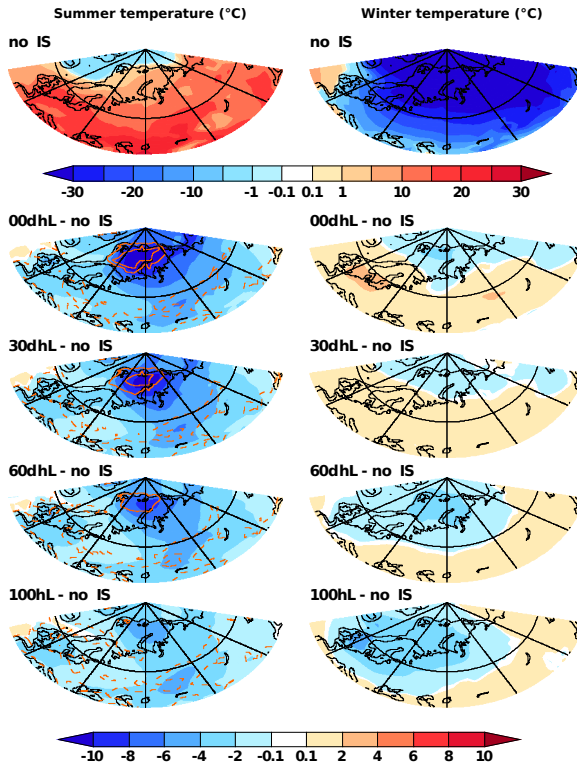 Summer temperature (°C) Winter temperature (°C)
no IS no IS
-30 -20 -10 -1 -0.1 0.1 1 10 20 30
00dhL - no IS 00dhL - no IS
30dhL - no IS 30dhL - no IS
60dhL - no IS 60dhL - no IS
100hL - no IS 100hL - no IS
-10 -8 -6 -4 -2 -0.1 0.1 2 4 6 8 10